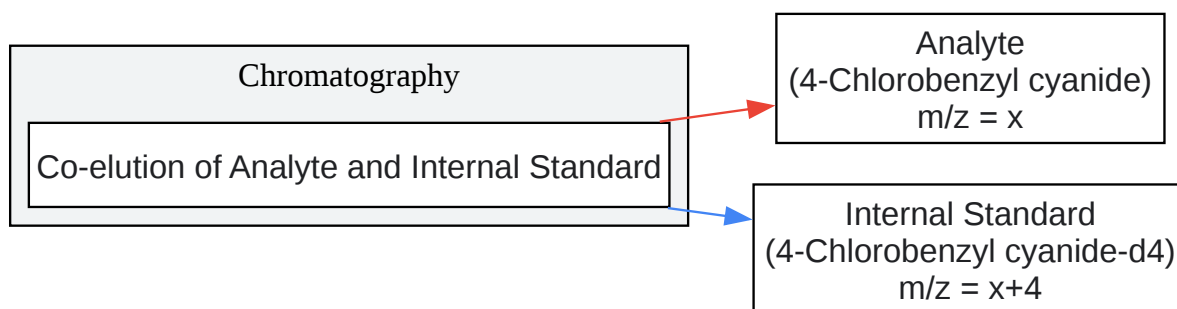 Chromatography
Co-elution of Analyte and Internal Standard
Analyte
(4-Chlorobenzyl cyanide)
m/z = x
Internal Standard
(4-Chlorobenzyl cyanide-d4)
m/z = x+4